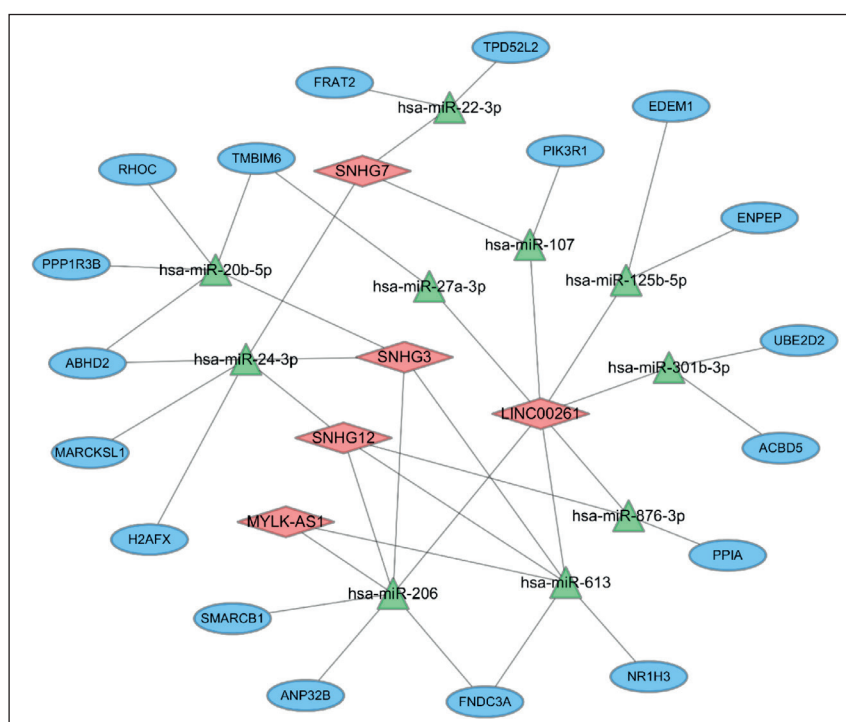 TPD52L2
FRAT2
hsa-miR-22-3p
EDEM1
PIK3R1
TMBIM6
RHOC
SNHG7
ENPEP
hsa-miR-107
PPP1R3B
hsa-miR-20b-5p
hsa-miR-125b-5p
hsa-miR-27a-3p
UBE2D2
ABHD2
hsa-miR-24-3p
SNHG3
hsa-miR-301b-3p
LINC00261
SNHG12
MARCKSL1
ACBD5
MYLK-AS1
hsa-miR-876-3p
H2AFX
PPIA
hsa-miR-613
hsa-miR-206
SMARCB1
NR1H3
ANP32B
FNDC3A